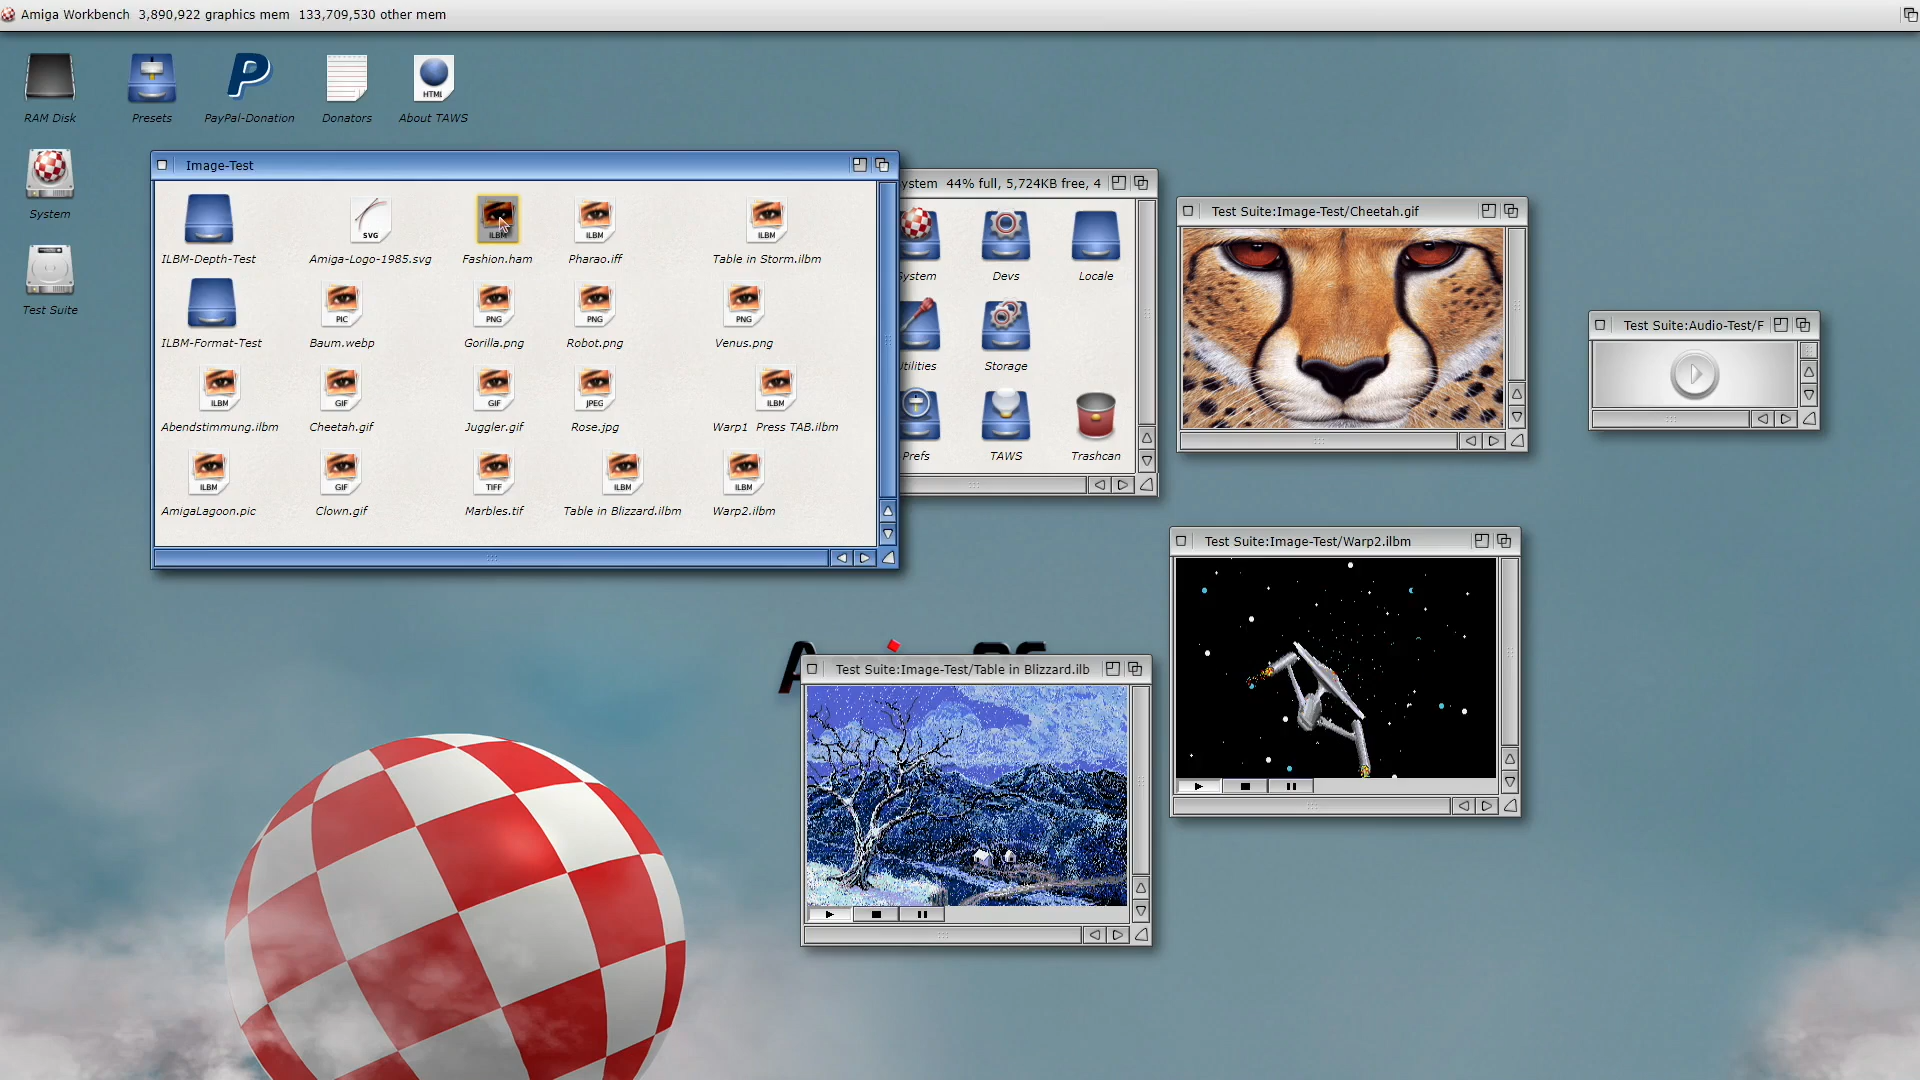 Amiga Workbench 3,890,922 graphics mem 133,709,530 other mem
RAM Disk
Presets
PayPal-Donation
Donators
HTML
About TAWS
System
Test Suite
Image-Test
ILBM-Depth-Test
SVG
Amiga-Logo-1985.svg
ILBM
Fashion.ham
ILBM
Pharao.iff
ILBM
Table in Storm.ilbm
ILBM-Format-Test
PIC
Baum.webp
PNG
Gorilla.png
PNG
Robot.png
PNG
Venus.png
ILBM
Abendstimmung.ilbm
GIF
Cheetah.gif
GIF
Juggler.gif
JPEG
Rose.jpg
ILBM
Warp1 Press TAB.ilbm
ILBM
AmigaLagoon.pic
GIF
Clown.gif
TIFF
Marbles.tif
ILBM
Table in Blizzard.ilbm
ILBM
Warp2.ilbm
ystem 44% full, 5,724KB free, 4
System
Devs
Locale
Utilities
Storage
Prefs
TAWS
Trashcan
Test Suite:Image-Test/Cheetah.gif
Test Suite:Audio-Test/F
Test Suite:Image-Test/Warp2.ilbm
Test Suite:Image-Test/Table in Blizzard.ilb